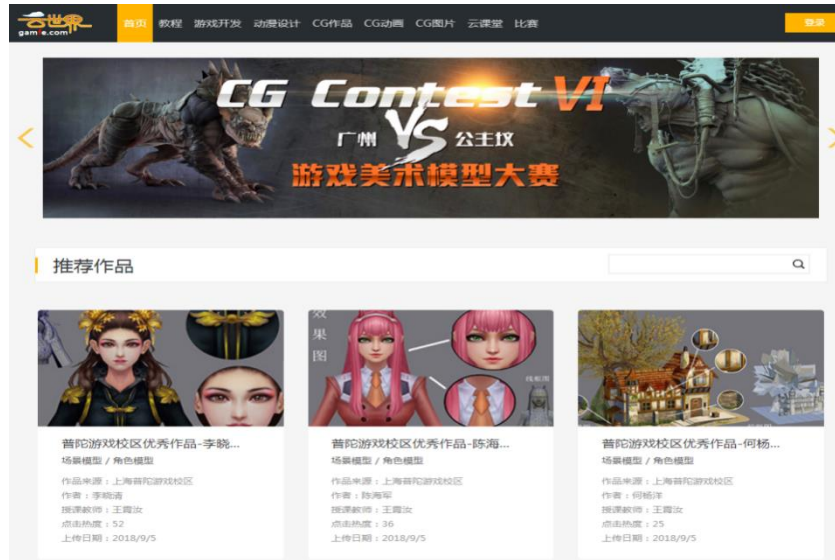 云世界
gamfe.com
首页 教程 游戏开发 动漫设计 CG作品 CG动画 CG图片 云课堂 比赛
登录
CG Contest VI
广州 VS 公主坟
游戏美术模型大赛
推荐作品
效果图
普陀游戏校区优秀作品-李晓...
场景模型 / 角色模型
作品来源：上海普陀游戏校区
作者：李晓清
授课教师：王霞汝
点击热度：52
上传日期：2018/9/5
普陀游戏校区优秀作品-陈海...
场景模型 / 角色模型
作品来源：上海普陀游戏校区
作者：陈海军
授课教师：王霞汝
点击热度：36
上传日期：2018/9/5
普陀游戏校区优秀作品-何杨...
场景模型 / 角色模型
作品来源：上海普陀游戏校区
作者：何杨洋
授课教师：王霞汝
点击热度：25
上传日期：2018/9/5